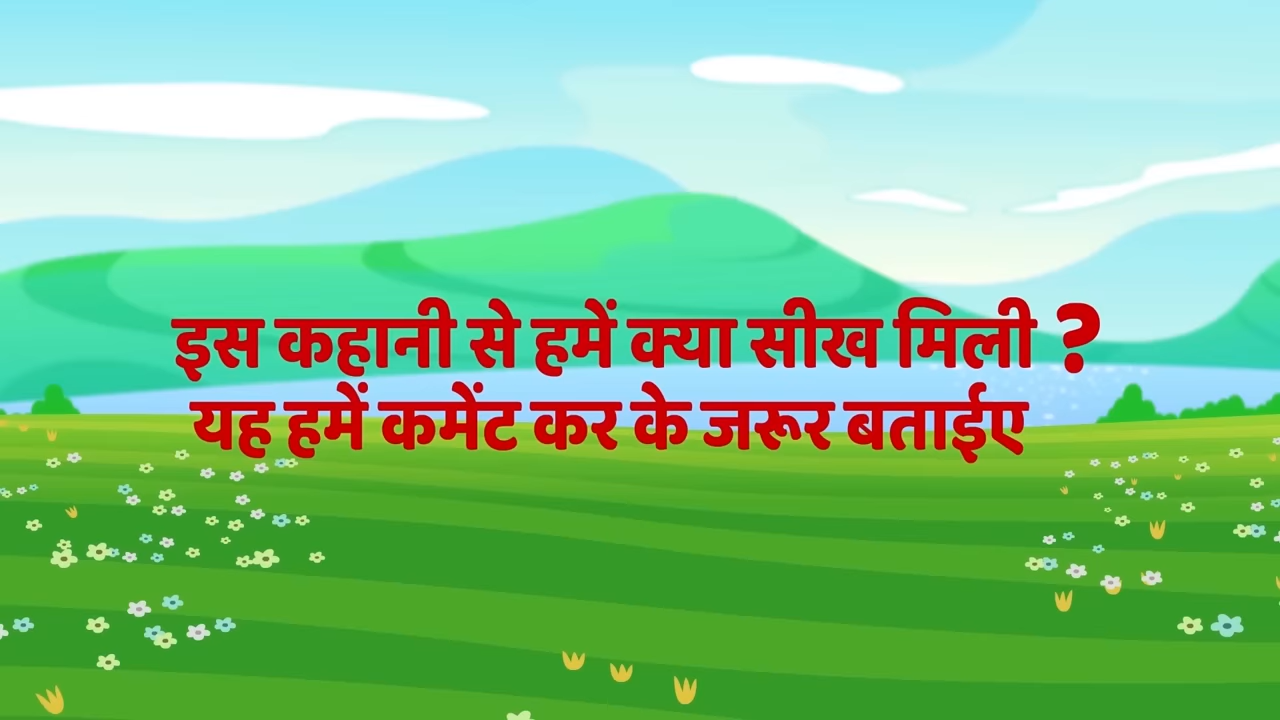 इस कहानी से हमें क्या सीख मिली ?
यह हमें कमेंट कर के जरूर बताईए